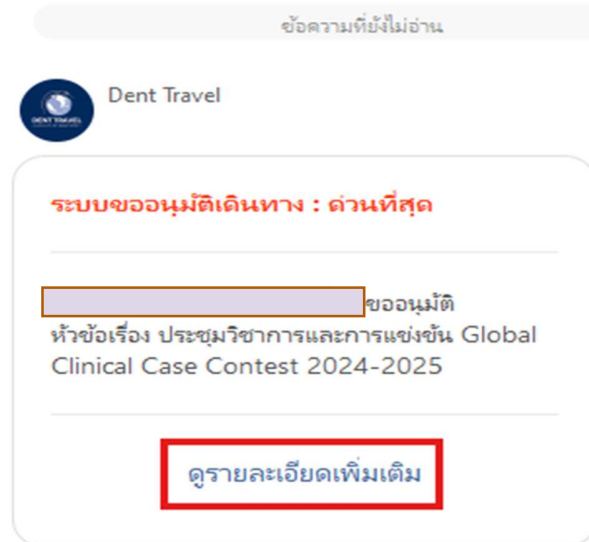 ข้อความที่ยังไม่อ่าน
Dent Travel
DENT TRAVEL
ระบบขออนุมัติเดินทาง : ด่วนที่สุด
ขออนุมัติ
หัวข้อเรื่อง ประชุมวิชาการและการแข่งขัน Global
Clinical Case Contest 2024-2025
ดูรายละเอียดเพิ่มเติม